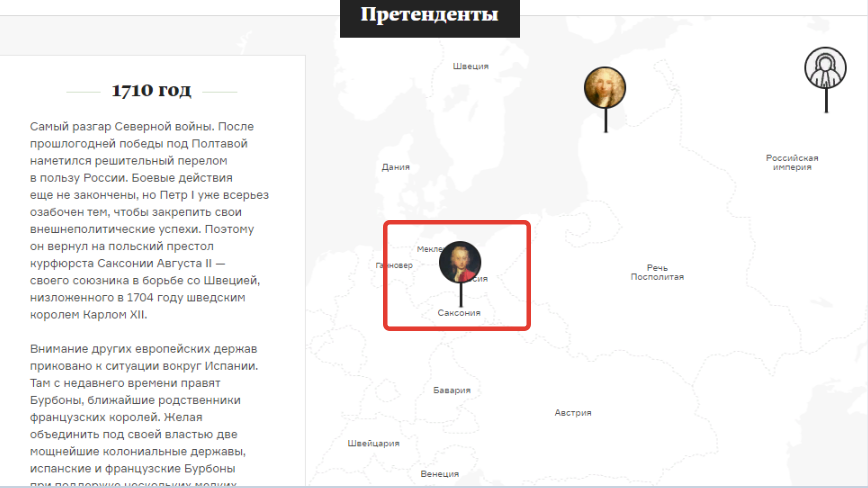 Претенденты
1710 год
Самый разгар Северной войны. После
прошлогодней победы под Полтавой
наметился решительный перелом
в пользу России. Боевые действия
еще не закончены, но Петр I уже всерьез
озабочен тем, чтобы закрепить свои
внешнеполитические успехи. Поэтому
он вернул на польский престол
курфюрста Саксонии Августа II —
своего союзника в борьбе со Швецией,
низложенного в 1704 году шведским
королем Карлом XII.
Внимание других европейских держав
приковано к ситуации вокруг Испании.
Там с недавнего времени правят
Бурбоны, ближайшие родственники
французских королей. Желая
объединить под своей властью две
мощнейшие колониальные державы,
испанские и французские Бурбоны
при поддержке нескольких мелких
Швеция
Дания
Российская
империя
Мекле
Ганновер
сия
Саксония
Речь
Посполитая
Бавария
Австрия
Швейцария
Венеция